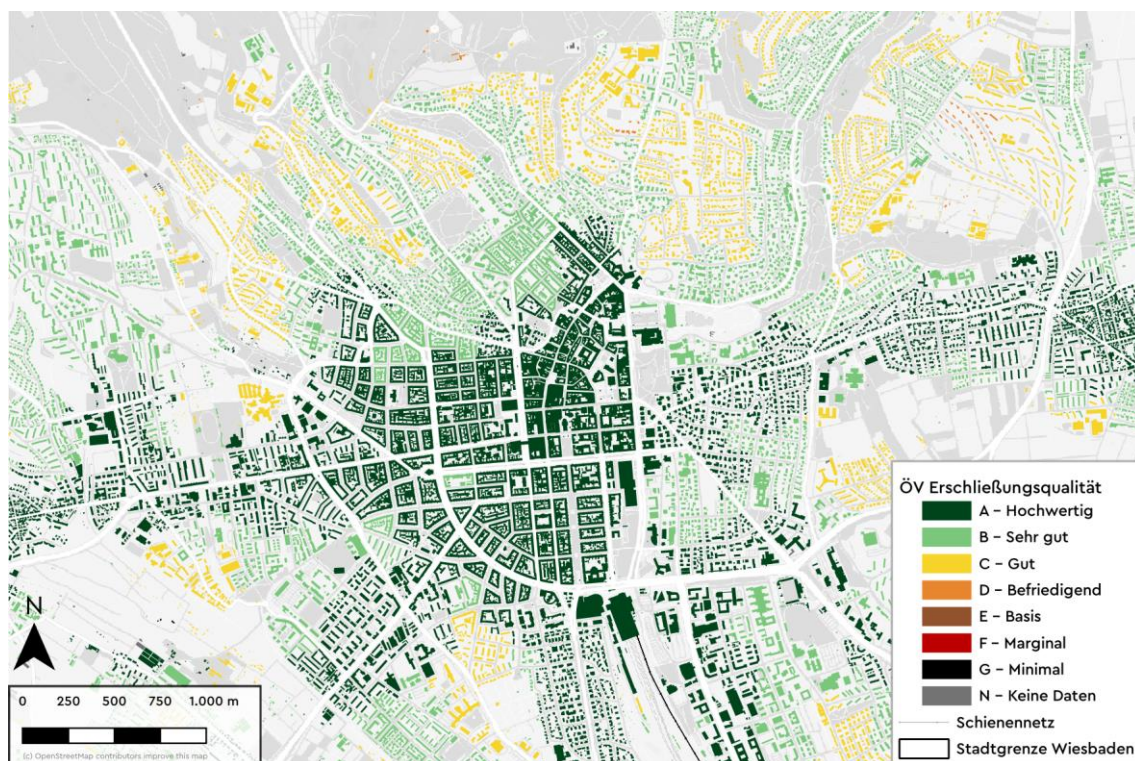 ÖV Erschließungsqualität
A – Hochwertig
B – Sehr gut
C – Gut
D – Befriedigend
E – Basis
F – Marginal
G – Minimal
N – Keine Daten
Schienennetz
Stadtgrenze Wiesbaden
N
0 250 500 750 1.000 m
(c) OpenStreetMap contributors improve this map